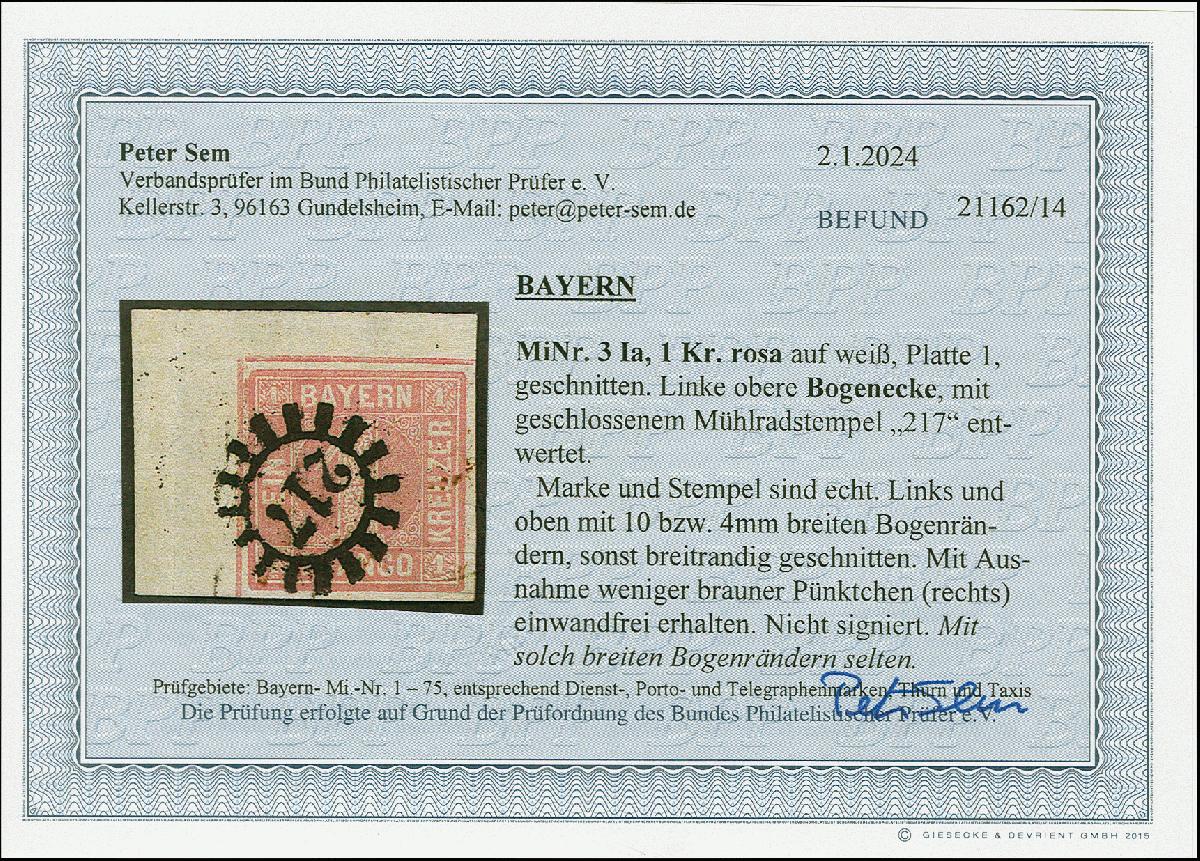 Peter Sem
Verbandsprüfer im Bund Philatelistischer Prüfer e. V.
Kellerstr. 3, 96163 Gundelsheim, E-Mail: peter@peter-sem.de
2.1.2024
BEFUND 21162/14
BAYERN
MiNr. 3 Ia, 1 Kr. rosa auf weiß, Platte 1,
geschnitten. Linke obere Bogenecke, mit
geschlossenem Mühlradstempel „217“ ent-
wertet.
Marke und Stempel sind echt. Links und
oben mit 10 bzw. 4mm breiten Bogenrän-
dern, sonst breitrandig geschnitten. Mit Aus-
nahme weniger brauner Pünktchen (rechts)
einwandfrei erhalten. Nicht signiert. Mit
solch breiten Bogenrändern selten.
BAYERN
1
1
KREUZER
217
1
Prüfgebiete: Bayern- Mi.-Nr. 1 – 75, entsprechend Dienst-, Porto- und Telegraphenmarken, Thurn und Taxis
Die Prüfung erfolgte auf Grund der Prüfordnung des Bundes Philatelistischer Prüfer e.V.
Peter Sem
© GIESECKE & DEVRIENT GMBH 2015